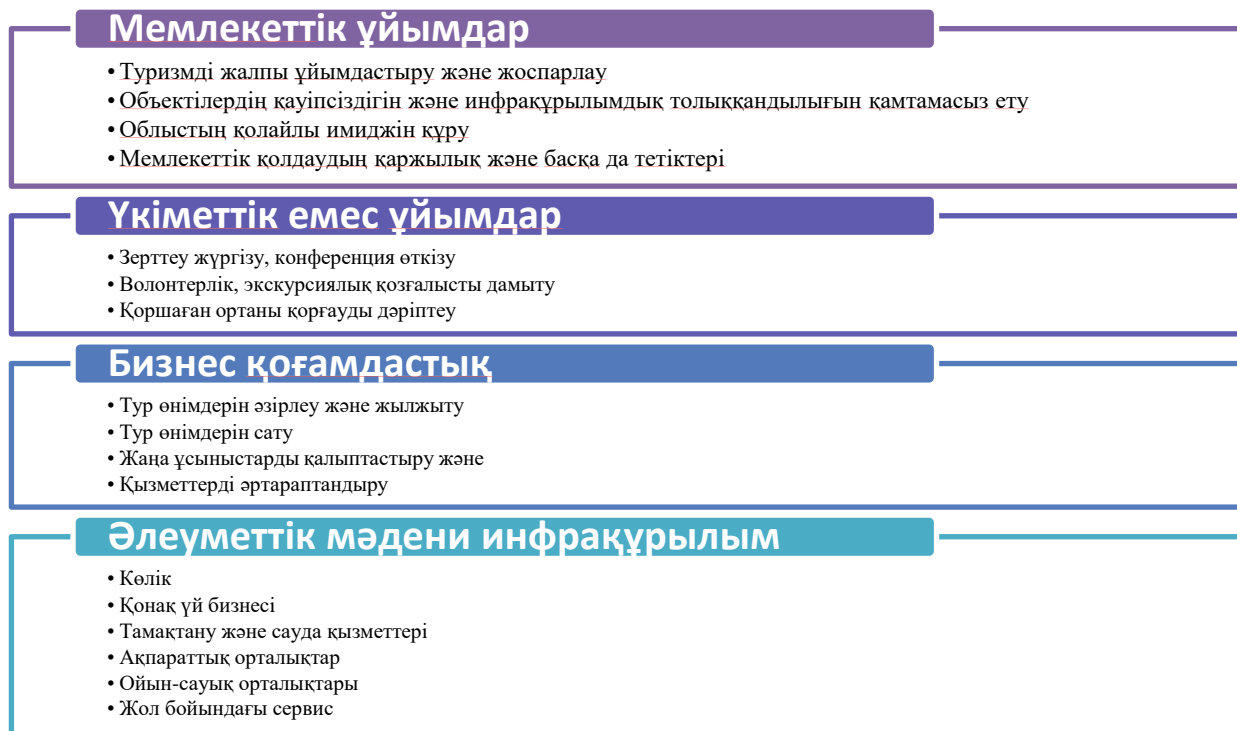 Мемлекеттік ұйымдар
• Туризмді жалпы ұйымдастыру және жоспарлау
• Объектілердің қауіпсіздігін және инфрақұрылымдық толыққандылығын қамтамасыз ету
• Облыстың қолайлы имиджін құру
• Мемлекеттік қолдаудың қаржылық және басқа да тетіктері
Үкіметтік емес ұйымдар
• Зерттеу жүргізу, конференция өткізу
• Волонтерлік, экскурсиялық қозғалысты дамыту
• Қоршаған ортаны қорғауды дәріптеу
Бизнес қоғамдастық
• Тур өнімдерін әзірлеу және жылжыту
• Тур өнімдерін сату
• Жаңа ұсыныстарды қалыптастыру және
• Қызметтерді әртараптандыру
Әлеуметтік мәдени инфрақұрылым
• Көлік
• Қонақ үй бизнесі
• Тамақтану және сауда қызметтері
• Ақпараттық орталықтар
• Ойын-сауық орталықтары
• Жол бойындағы сервис